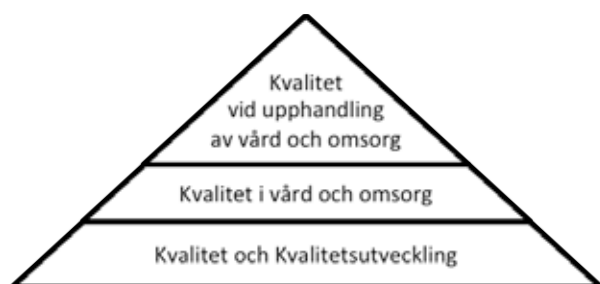 Kvalitet
vid upphandling
av vård och omsorg
Kvalitet i vård och omsorg
Kvalitet och Kvalitetsutveckling